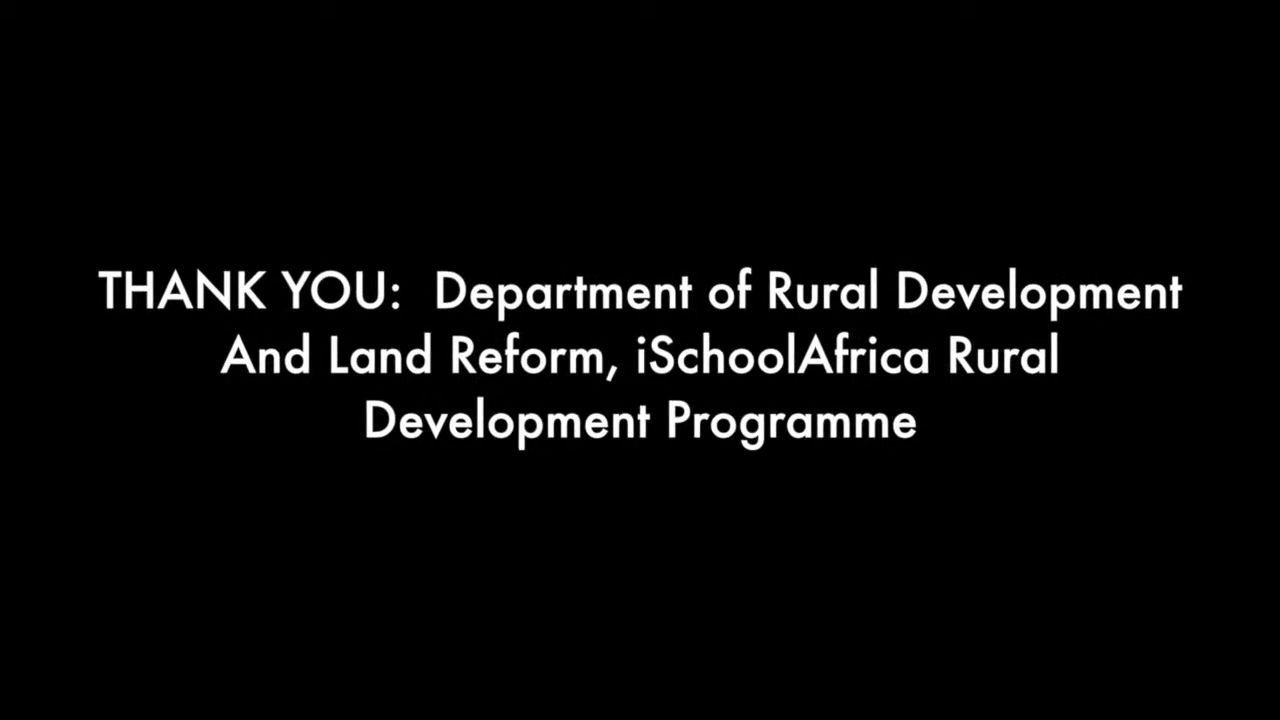 THANK YOU:  Department of Rural Development
And Land Reform, iSchoolAfrica Rural
Development Programme